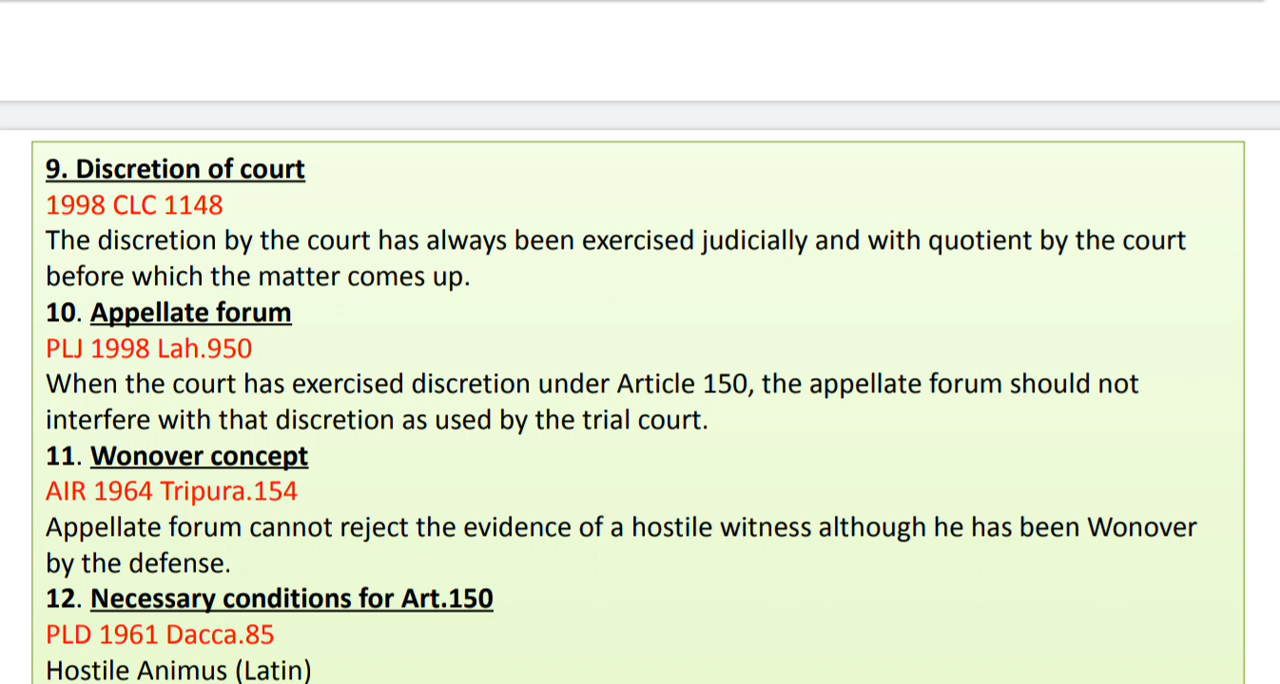 9. Discretion of court
1998 CLC 1148
The discretion by the court has always been exercised judicially and with quotient by the court
before which the matter comes up.
10. Appellate forum
PLJ 1998 Lah.950
When the court has exercised discretion under Article 150, the appellate forum should not
interfere with that discretion as used by the trial court.
11. Wonover concept
AIR 1964 Tripura.154
Appellate forum cannot reject the evidence of a hostile witness although he has been Wonover
by the defense.
12. Necessary conditions for Art.150
PLD 1961 Dacca.85
Hostile Animus (Latin)